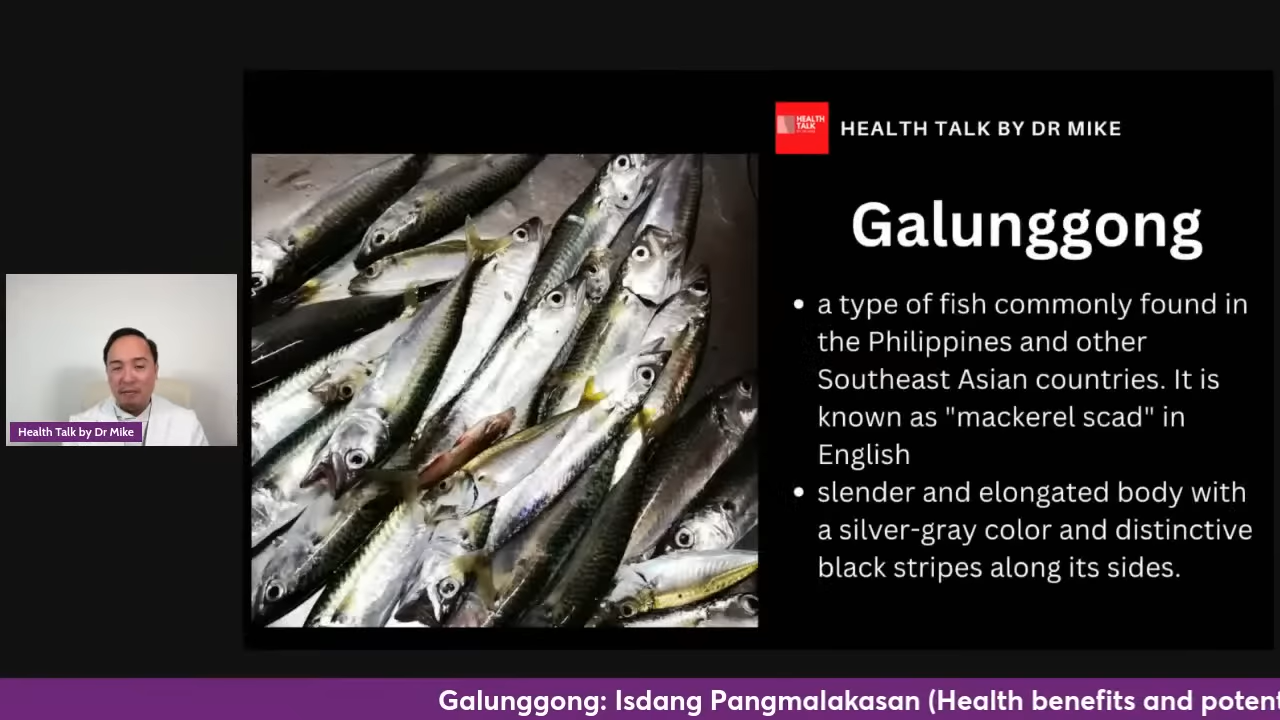 HEALTH TALK
HEALTH TALK BY DR MIKE
Galunggong
• a type of fish commonly found in
the Philippines and other
Southeast Asian countries. It is
known as "mackerel scad" in
English
• slender and elongated body with
a silver-gray color and distinctive
black stripes along its sides.
Health Talk by Dr Mike
Galunggong: Isdang Pangmalakasan (Health benefits and potent